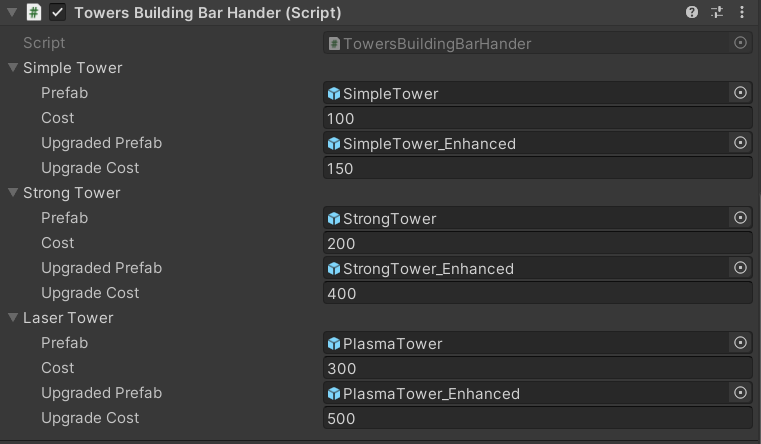 Towers Building Bar Hander (Script)
Script TowersBuildingBarHander
Simple Tower
Prefab SimpleTower
Cost 100
Upgraded Prefab SimpleTower_Enhanced
Upgrade Cost 150
Strong Tower
Prefab StrongTower
Cost 200
Upgraded Prefab StrongTower_Enhanced
Upgrade Cost 400
Laser Tower
Prefab PlasmaTower
Cost 300
Upgraded Prefab PlasmaTower_Enhanced
Upgrade Cost 500